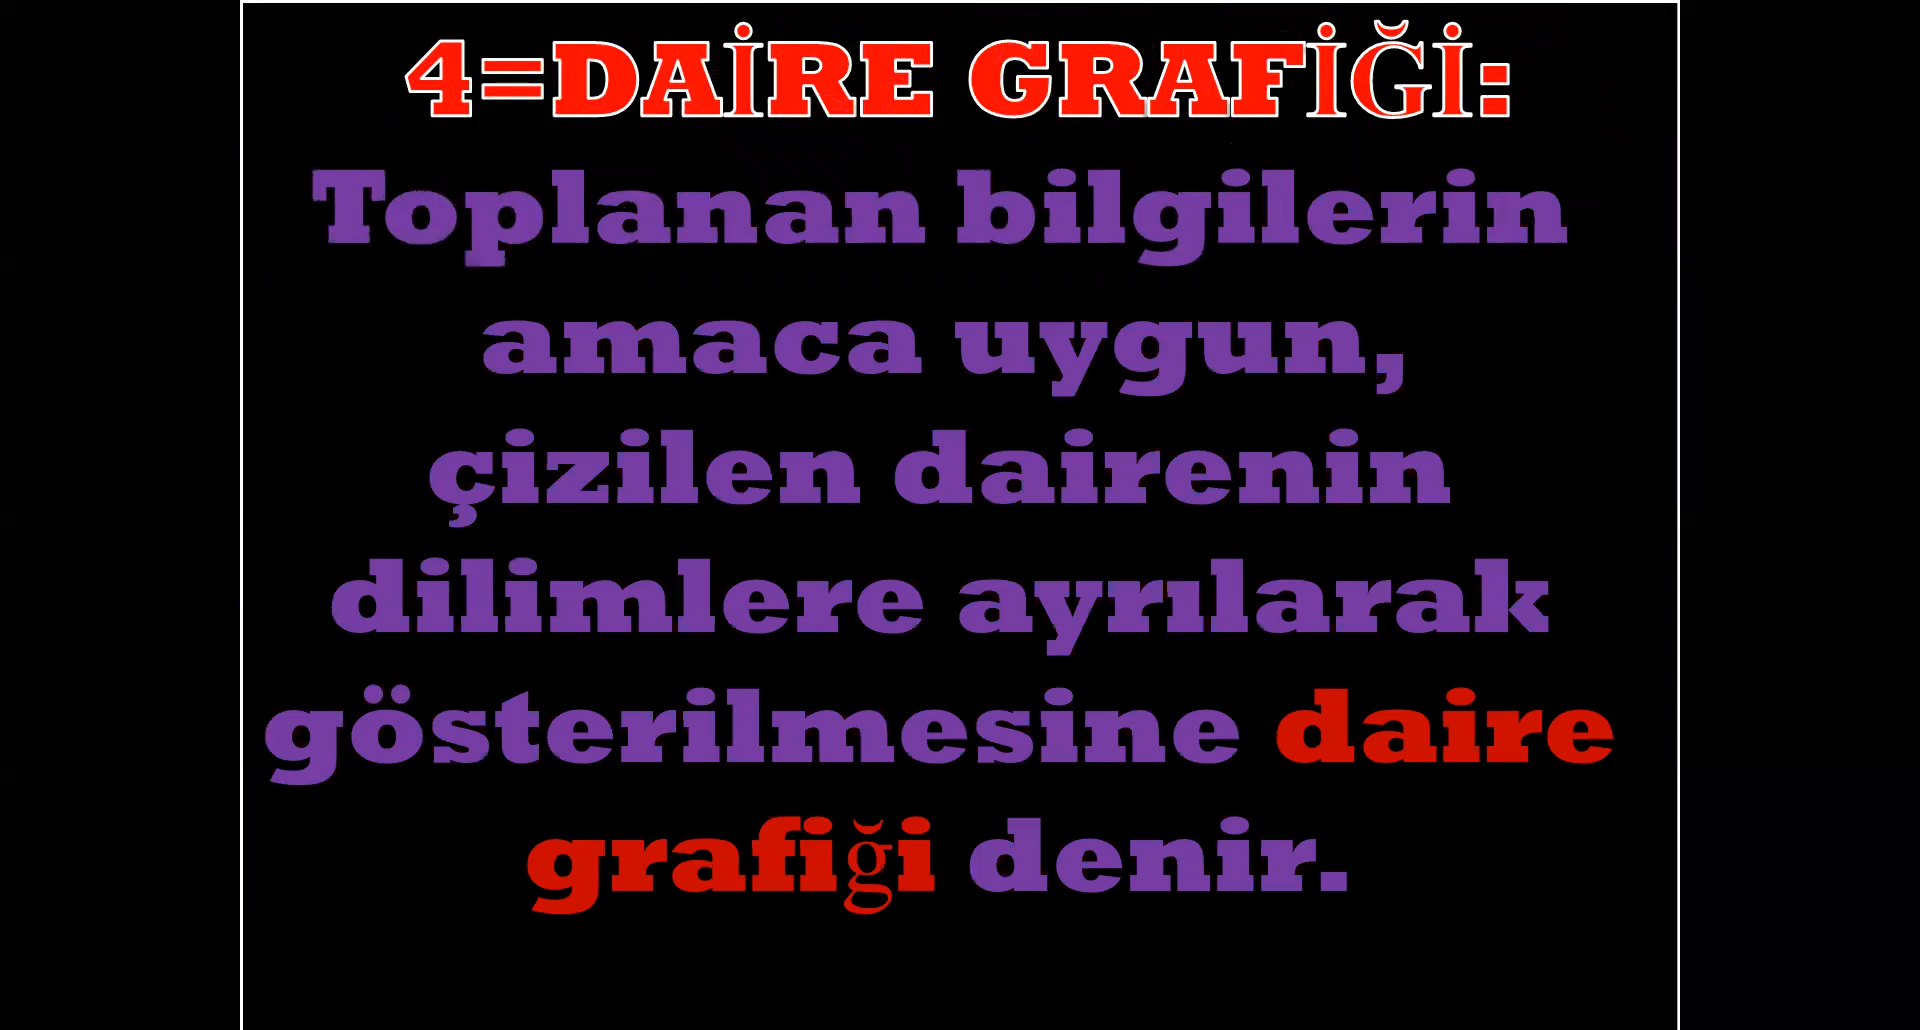 4=DAİRE GRAFİĞİ:
Toplanan bilgilerin
amaca uygun,
çizilen dairenin
dilimlere ayrılarak
gösterilmesine daire
grafiği denir.